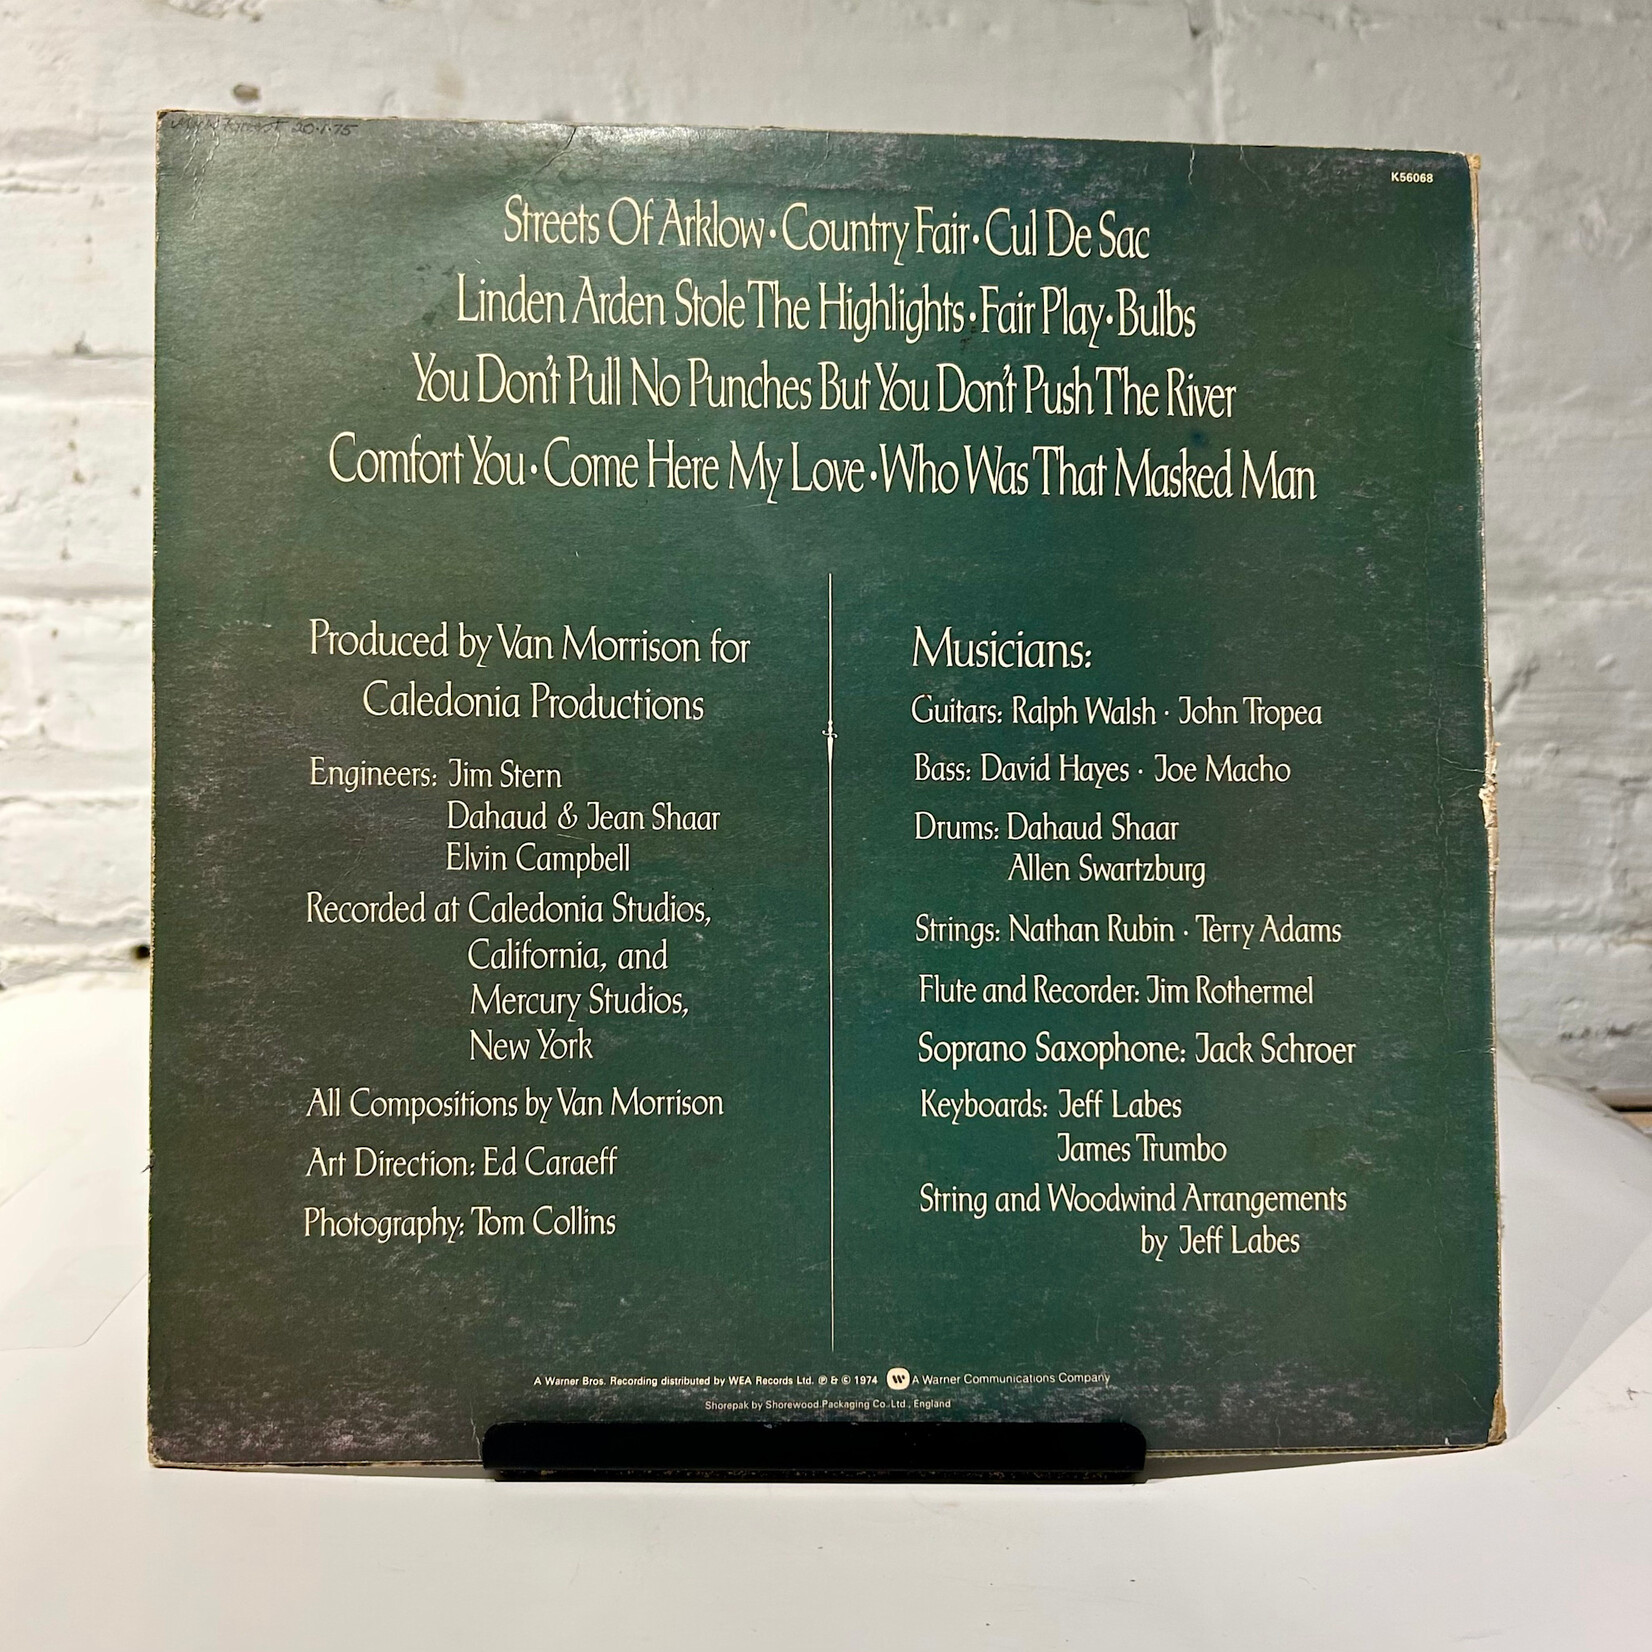 20·1·75
K56068
Streets Of Arklow · Country Fair · Cul De Sac
Linden Arden Stole The Highlights · Fair Play · Bulbs
You Don't Pull No Punches But You Don't Push The River
Comfort You · Come Here My Love · Who Was That Masked Man
Produced by Van Morrison for
Caledonia Productions
Engineers: Jim Stern
Dahaud & Jean Shaar
Elvin Campbell
Recorded at Caledonia Studios,
California, and
Mercury Studios,
New York
All Compositions by Van Morrison
Art Direction: Ed Caraeff
Photography: Tom Collins
Musicians:
Guitars: Ralph Walsh · John Tropea
Bass: David Hayes · Joe Macho
Drums: Dahaud Shaar
Allen Swartzburg
Strings: Nathan Rubin · Terry Adams
Flute and Recorder: Jim Rothermel
Soprano Saxophone: Jack Schroer
Keyboards: Jeff Labes
James Trumbo
String and Woodwind Arrangements
by Jeff Labes
A Warner Bros. Recording distributed by WEA Records Ltd. ℗ & © 1974 W A Warner Communications Company
Shorepak by Shorewood Packaging Co. Ltd., England